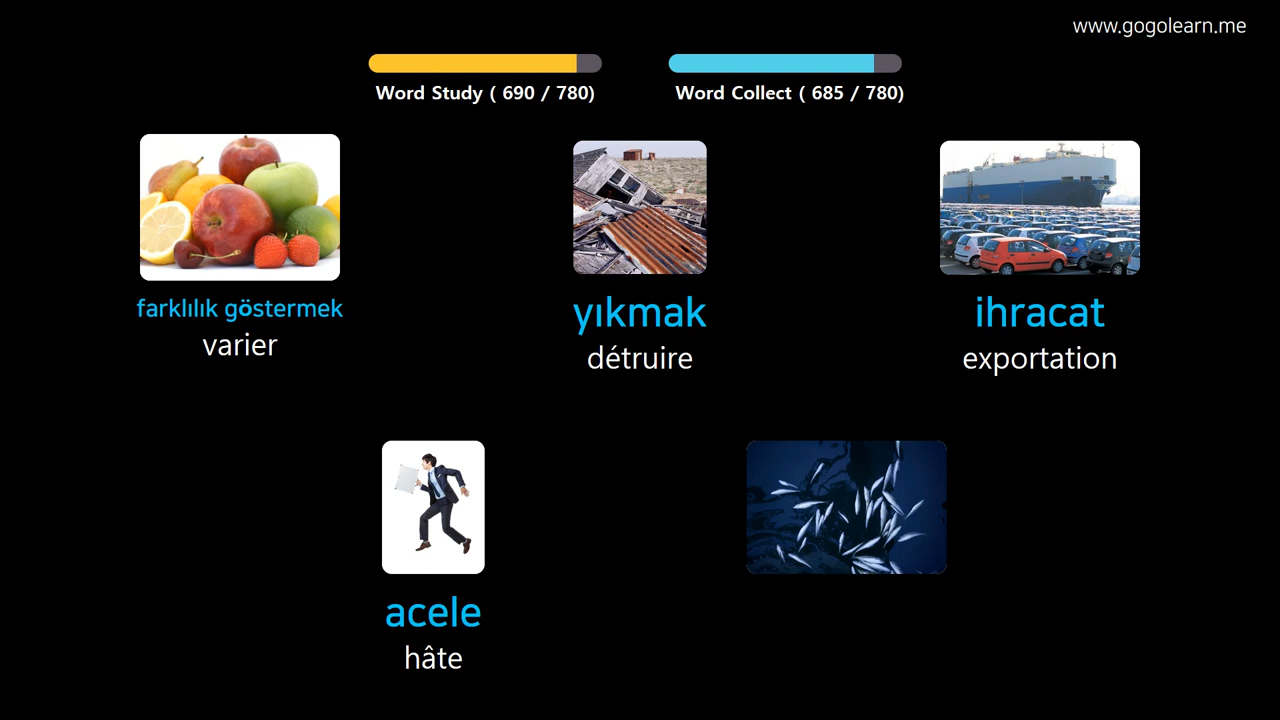 www.gogolearn.me
Word Study ( 690 / 780)
Word Collect ( 685 / 780)
farklılık göstermek
varier
yıkmak
détruire
ihracat
exportation
acele
hâte